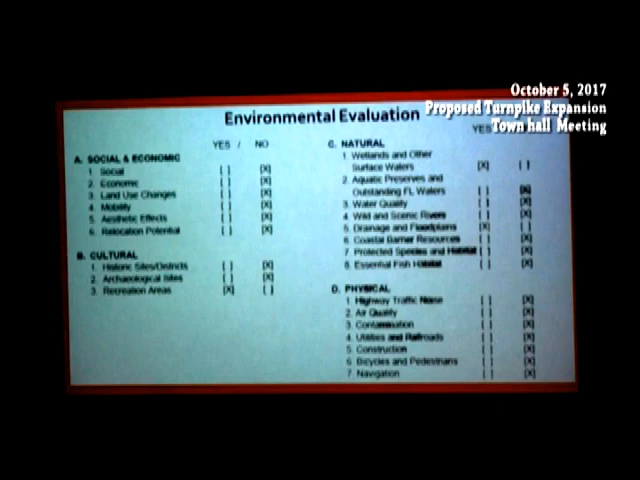 October 5, 2017
Proposed Turnpike Expansion
Town hall Meeting
Environmental Evaluation
YES / NO
A. SOCIAL & ECONOMIC
1. Social [ ] [X]
2. Economic [ ] [X]
3. Land Use Changes [ ] [X]
4. Mobility [ ] [X]
5. Aesthetic Effects [ ] [X]
6. Relocation Potential [ ] [X]
B. CULTURAL
1. Historic Sites/Districts [ ] [X]
2. Archaeological Sites [ ] [X]
3. Recreation Areas [X] [ ]
YES
C. NATURAL
1. Wetlands and Other
Surface Waters [X] [ ]
2. Aquatic Preserves and
Outstanding FL Waters [ ] [X]
3. Water Quality [ ] [X]
4. Wild and Scenic Rivers [ ] [X]
5. Drainage and Floodplains [X] [ ]
6. Coastal Barrier Resources [ ] [X]
7. Protected Species and Habitat [ ] [X]
8. Essential Fish Habitat [ ] [X]
D. PHYSICAL
1. Highway Traffic Noise [ ] [X]
2. Air Quality [ ] [X]
3. Contamination [ ] [X]
4. Utilities and Railroads [ ] [X]
5. Construction [ ] [X]
6. Bicycles and Pedestrians [ ] [X]
7. Navigation [ ] [X]